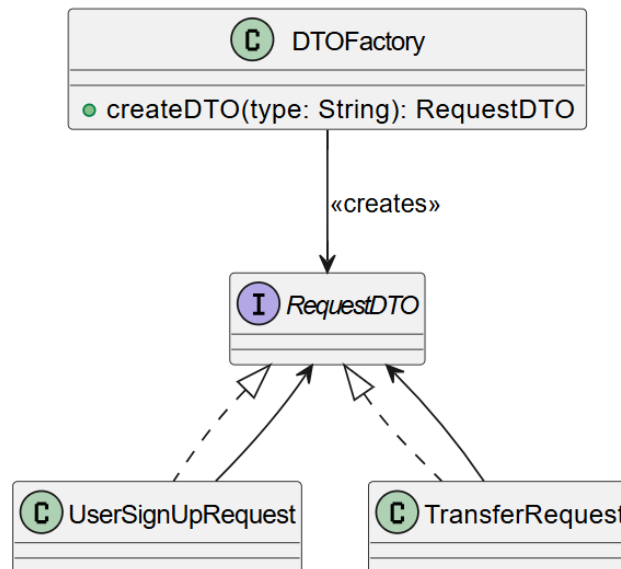 C DTOFactory
createDTO(type: String): RequestDTO
«creates»
I RequestDTO
C UserSignUpRequest
C TransferRequest